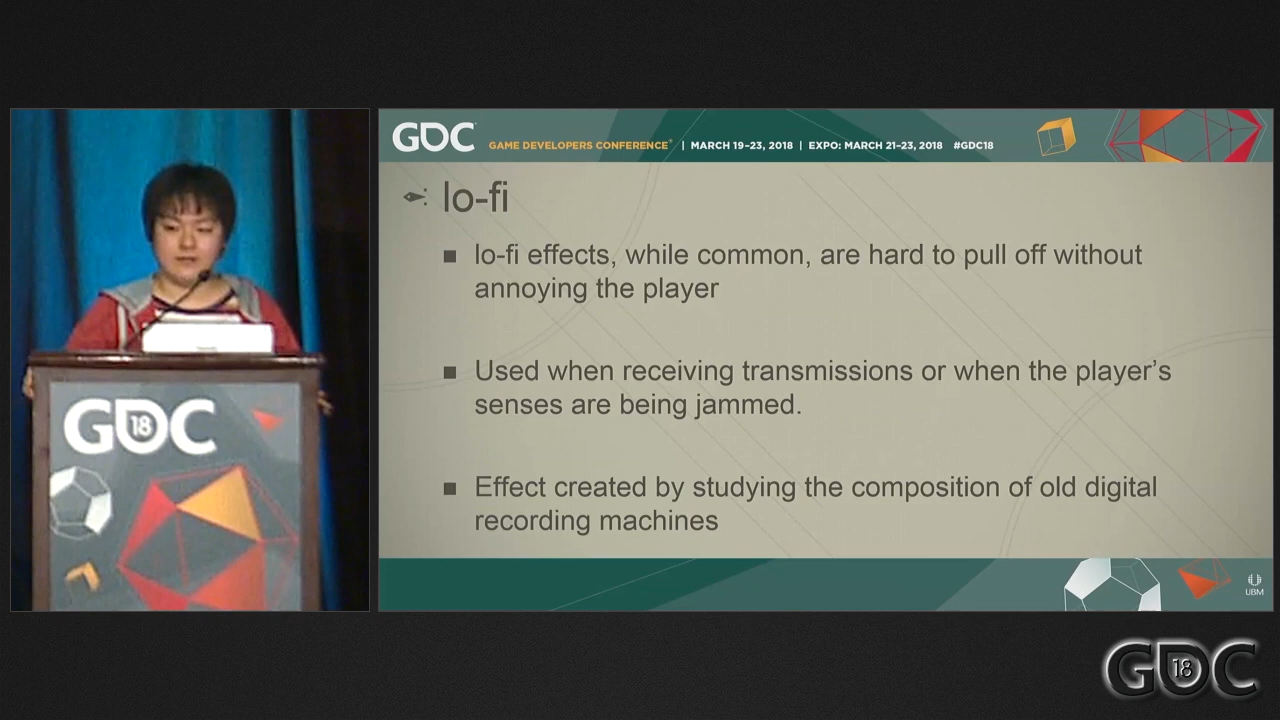 GDC
GAME DEVELOPERS CONFERENCE® | MARCH 19–23, 2018 | EXPO: MARCH 21–23, 2018 #GDC18
lo-fi
lo-fi effects, while common, are hard to pull off without
annoying the player
Used when receiving transmissions or when the player’s
senses are being jammed.
Effect created by studying the composition of old digital
recording machines
UBM
GDC
18
GDC
18